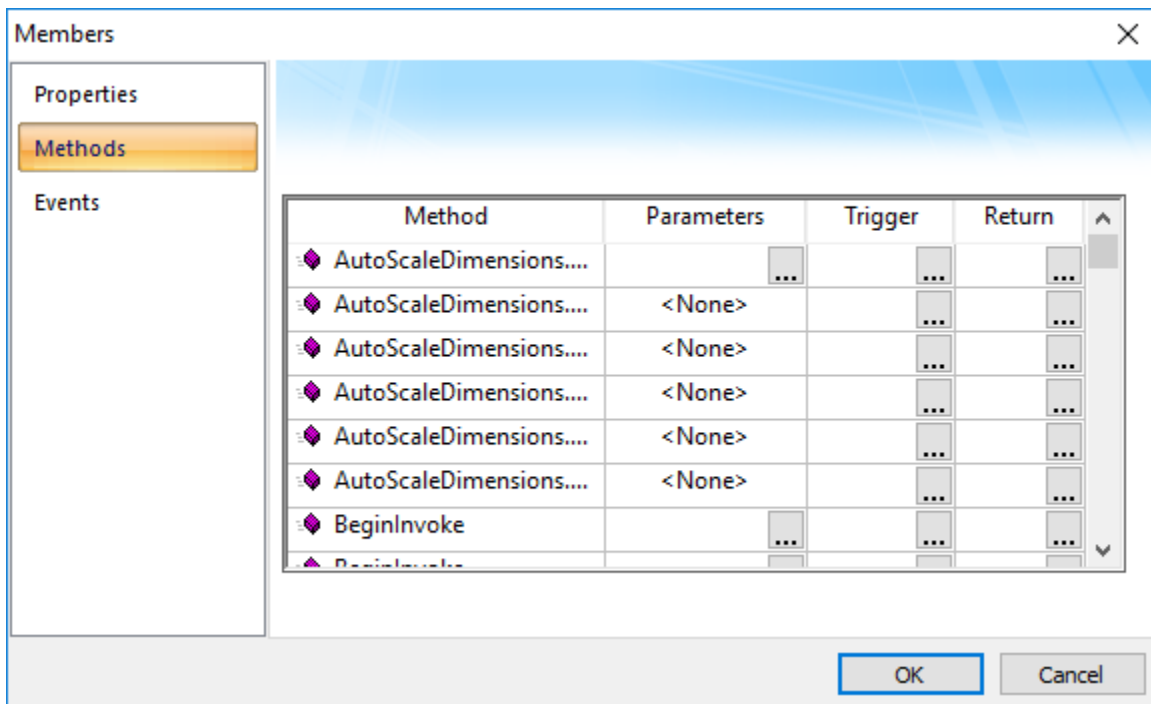 Members
Properties
Methods
Events
Method Parameters Trigger Return
AutoScaleDimensions.... ... ... ...
AutoScaleDimensions.... <None> ... ...
AutoScaleDimensions.... <None> ... ...
AutoScaleDimensions.... <None> ... ...
AutoScaleDimensions.... <None> ... ...
AutoScaleDimensions.... <None> ... ...
BeginInvoke ... ... ...
BeginInvoke
OK Cancel